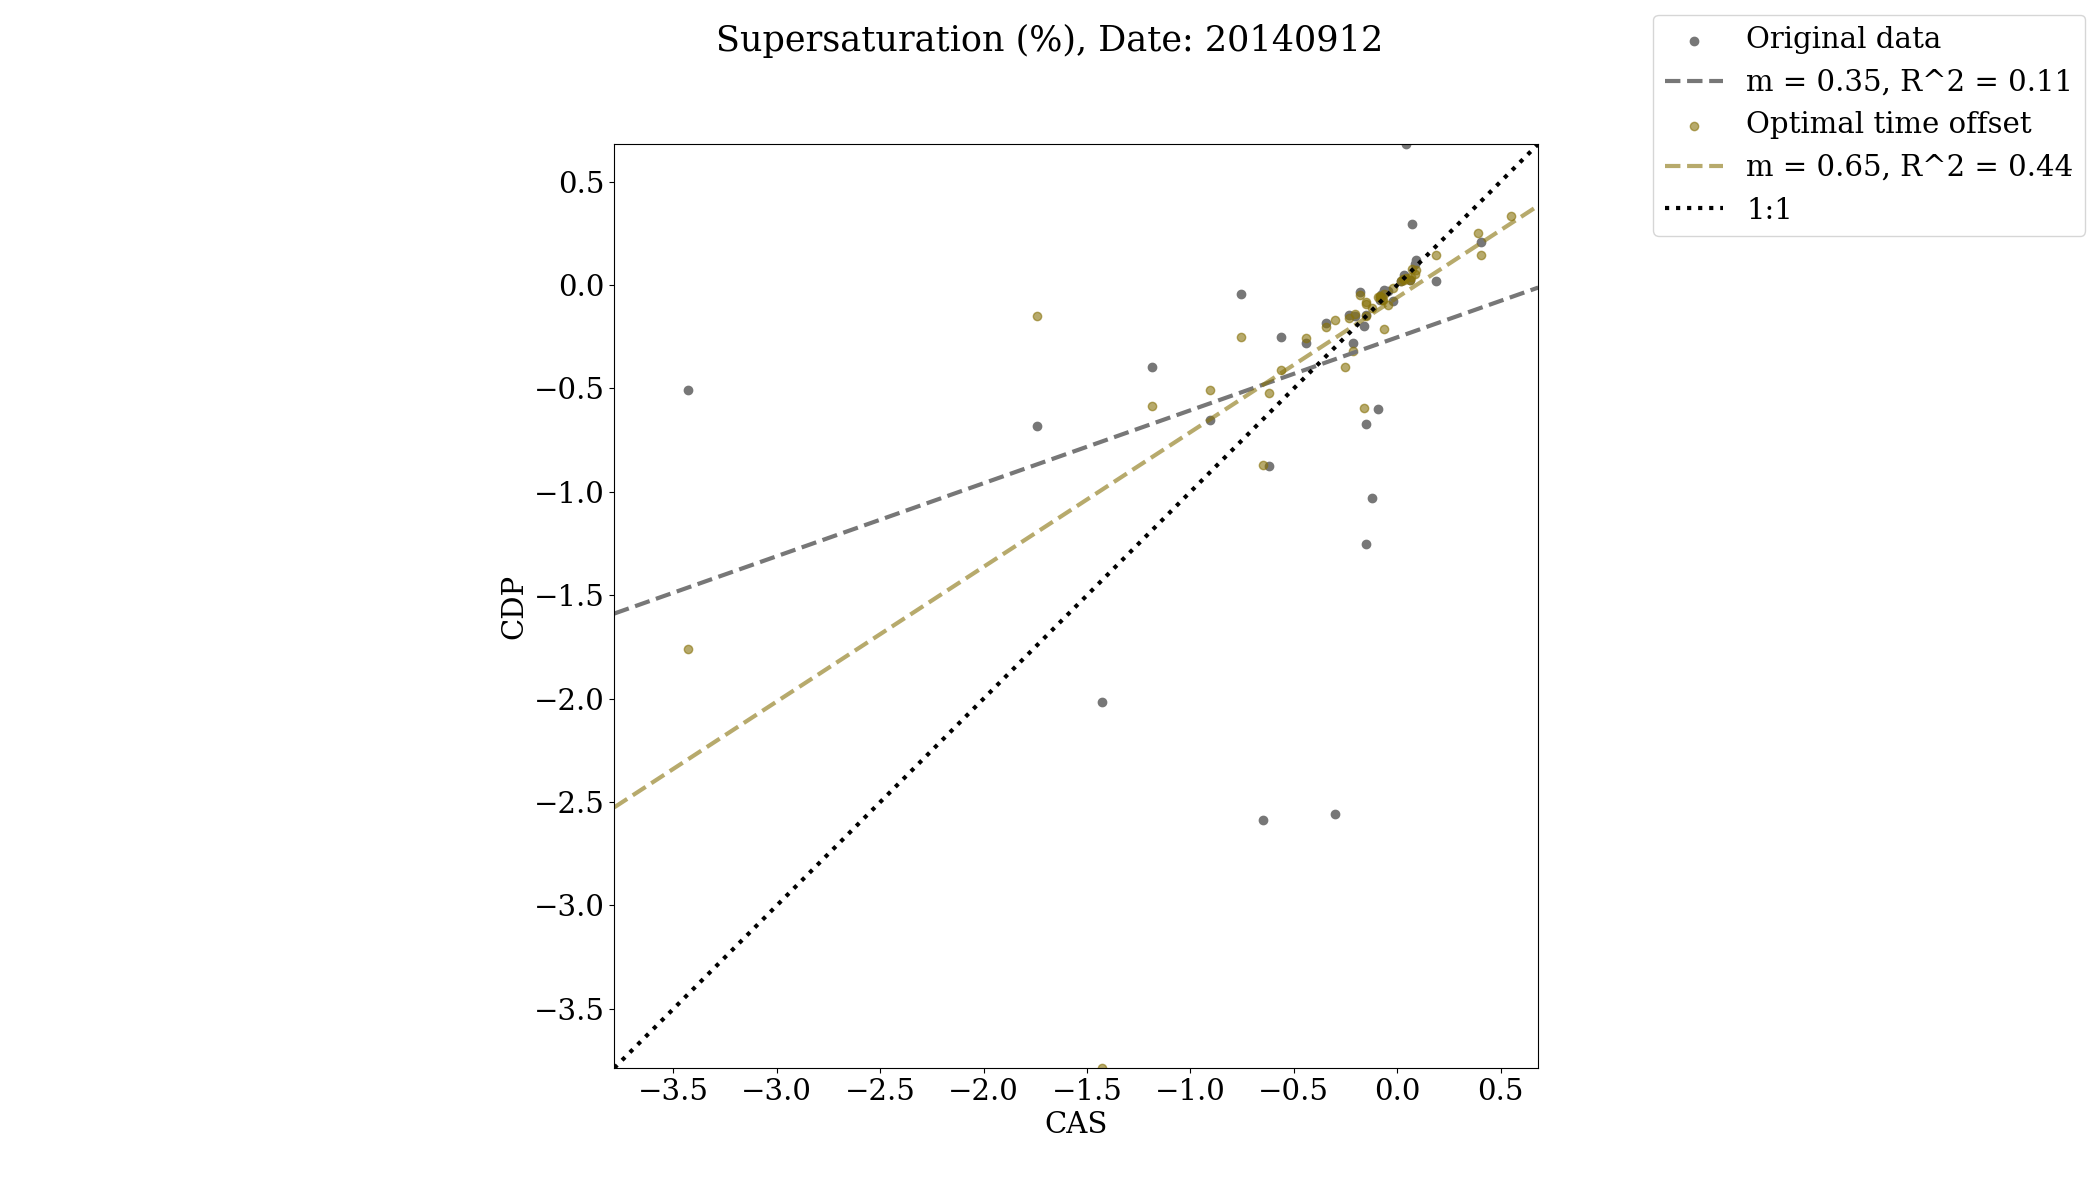 Supersaturation (%), Date: 20140912
Original data
m = 0.35, R^2 = 0.11
Optimal time offset
m = 0.65, R^2 = 0.44
1:1
0.5
0.0
−0.5
−1.0
−1.5
−2.0
−2.5
−3.0
−3.5
CDP
−3.5 −3.0 −2.5 −2.0 −1.5 −1.0 −0.5 0.0 0.5
CAS